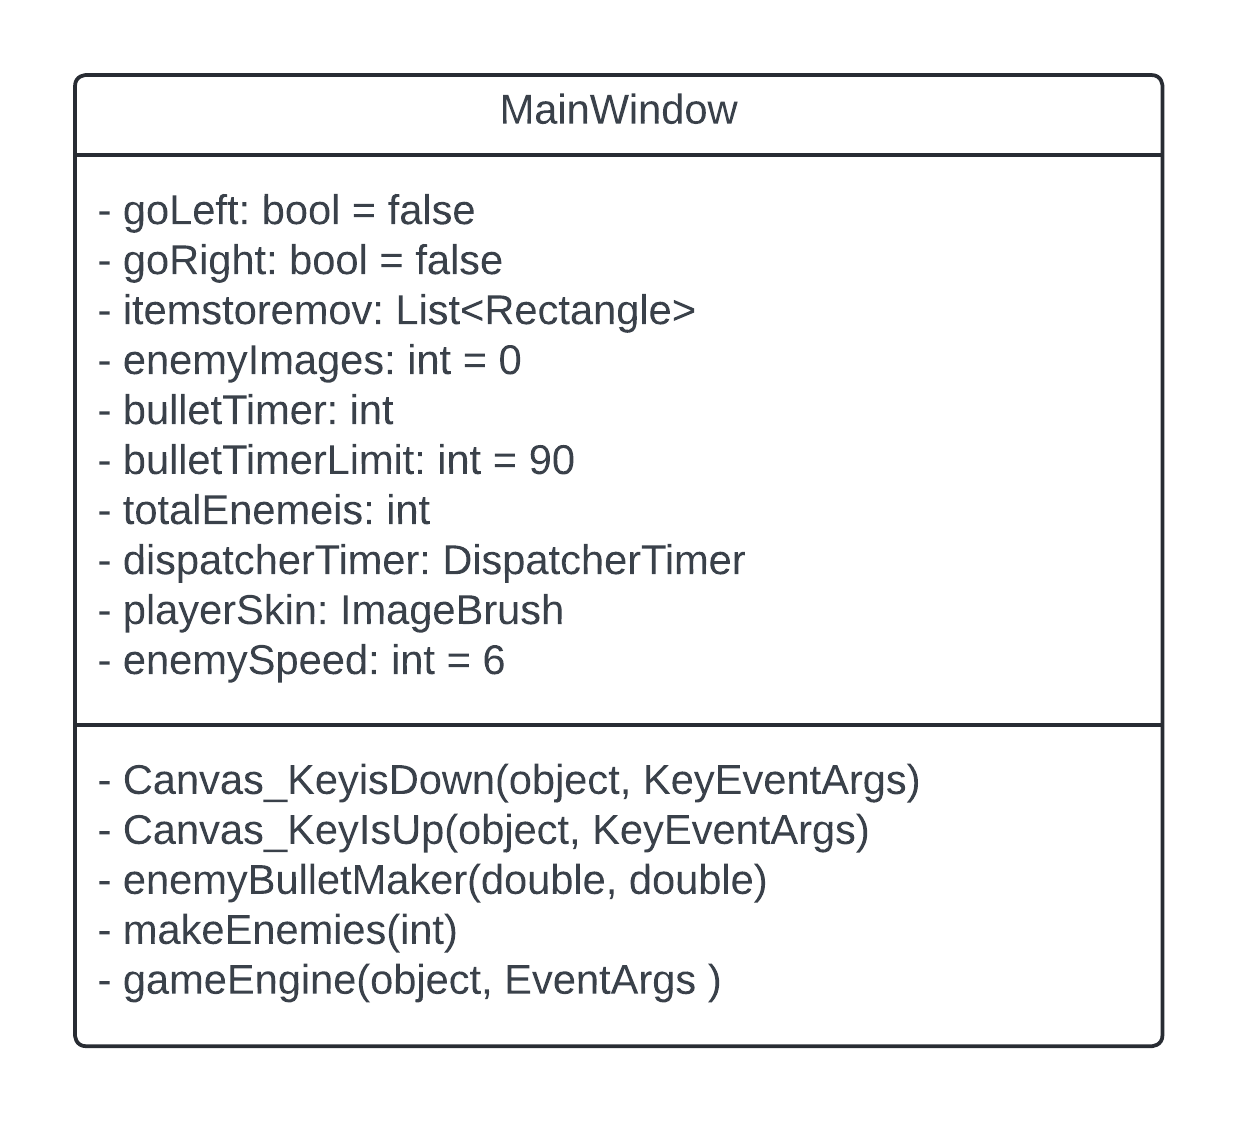 MainWindow
- goLeft: bool = false
- goRight: bool = false
- itemstoremov: List<Rectangle>
- enemyImages: int = 0
- bulletTimer: int
- bulletTimerLimit: int = 90
- totalEnemeis: int
- dispatcherTimer: DispatcherTimer
- playerSkin: ImageBrush
- enemySpeed: int = 6
- Canvas_KeyisDown(object, KeyEventArgs)
- Canvas_KeyIsUp(object, KeyEventArgs)
- enemyBulletMaker(double, double)
- makeEnemies(int)
- gameEngine(object, EventArgs )